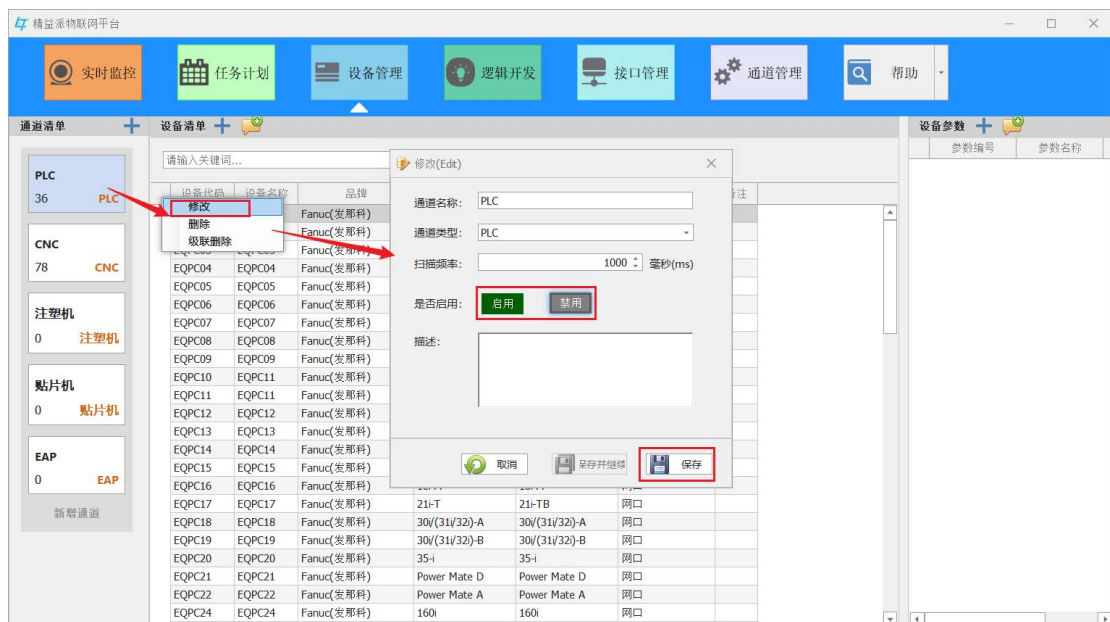 精益派物联网平台
实时监控 任务计划 设备管理 逻辑开发 接口管理 通道管理 帮助
通道清单 设备清单 设备参数
参数编号 参数名称
请输入关键词...
修改(Edit)
设备代码 设备名称 品牌
PLC
36 PLC
CNC
78 CNC
注塑机
0 注塑机
贴片机
0 贴片机
EAP
0 EAP
新增通道
修改
删除
级联删除
通道名称: PLC
通道类型: PLC
扫描频率: 1000 毫秒(ms)
是否启用: 启用 禁用
描述:
取消 保存并继续 保存
Fanuc(发那科)
Fanuc(发那科)
Fanuc(发那科)
EQPC04 EQPC04 Fanuc(发那科)
EQPC05 EQPC05 Fanuc(发那科)
EQPC06 EQPC06 Fanuc(发那科)
EQPC07 EQPC07 Fanuc(发那科)
EQPC08 EQPC08 Fanuc(发那科)
EQPC09 EQPC09 Fanuc(发那科)
EQPC10 EQPC11 Fanuc(发那科)
EQPC11 EQPC11 Fanuc(发那科)
EQPC12 EQPC12 Fanuc(发那科)
EQPC13 EQPC13 Fanuc(发那科)
EQPC14 EQPC14 Fanuc(发那科)
EQPC15 EQPC15 Fanuc(发那科)
EQPC16 EQPC16 Fanuc(发那科)
EQPC17 EQPC17 Fanuc(发那科) 21i-T 21i-TB 网口
EQPC18 EQPC18 Fanuc(发那科) 30i/(31i/32i)-A 30i/(31i/32i)-A 网口
EQPC19 EQPC19 Fanuc(发那科) 30i/(31i/32i)-B 30i/(31i/32i)-B 网口
EQPC20 EQPC20 Fanuc(发那科) 35-i 35-i 网口
EQPC21 EQPC21 Fanuc(发那科) Power Mate D Power Mate D 网口
EQPC22 EQPC22 Fanuc(发那科) Power Mate A Power Mate A 网口
EQPC24 EQPC24 Fanuc(发那科) 160i 160i 网口